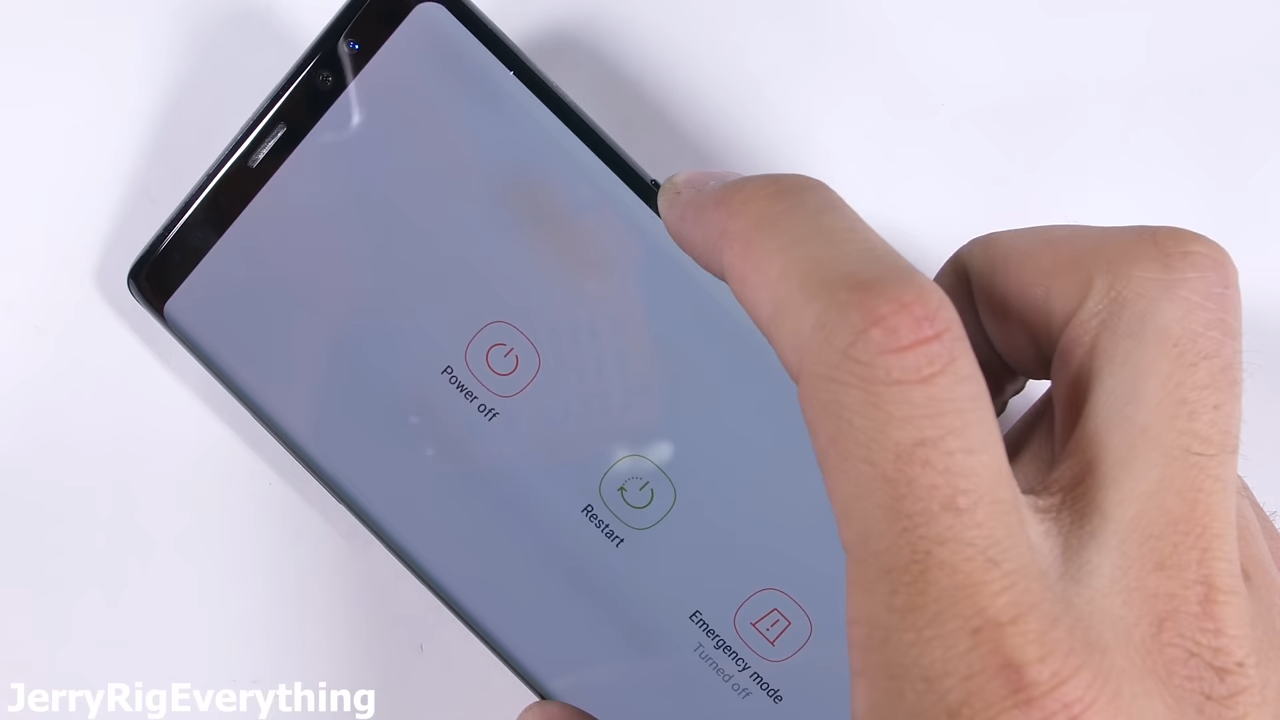 Power off
Restart
Emergency mode
Turned off
JerryRigEverything